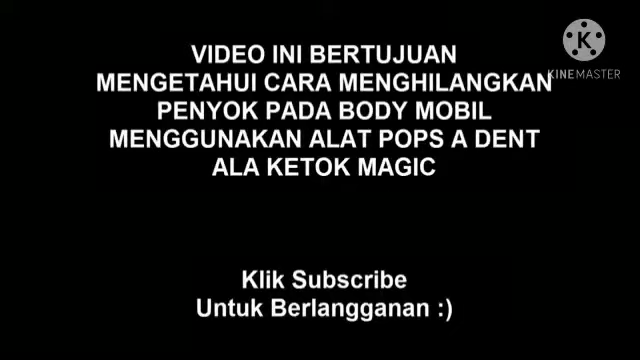 K
KINEMASTER
VIDEO INI BERTUJUAN
MENGETAHUI CARA MENGHILANGKAN
PENYOK PADA BODY MOBIL
MENGGUNAKAN ALAT POPS A DENT
ALA KETOK MAGIC
Klik Subscribe
Untuk Berlangganan :)